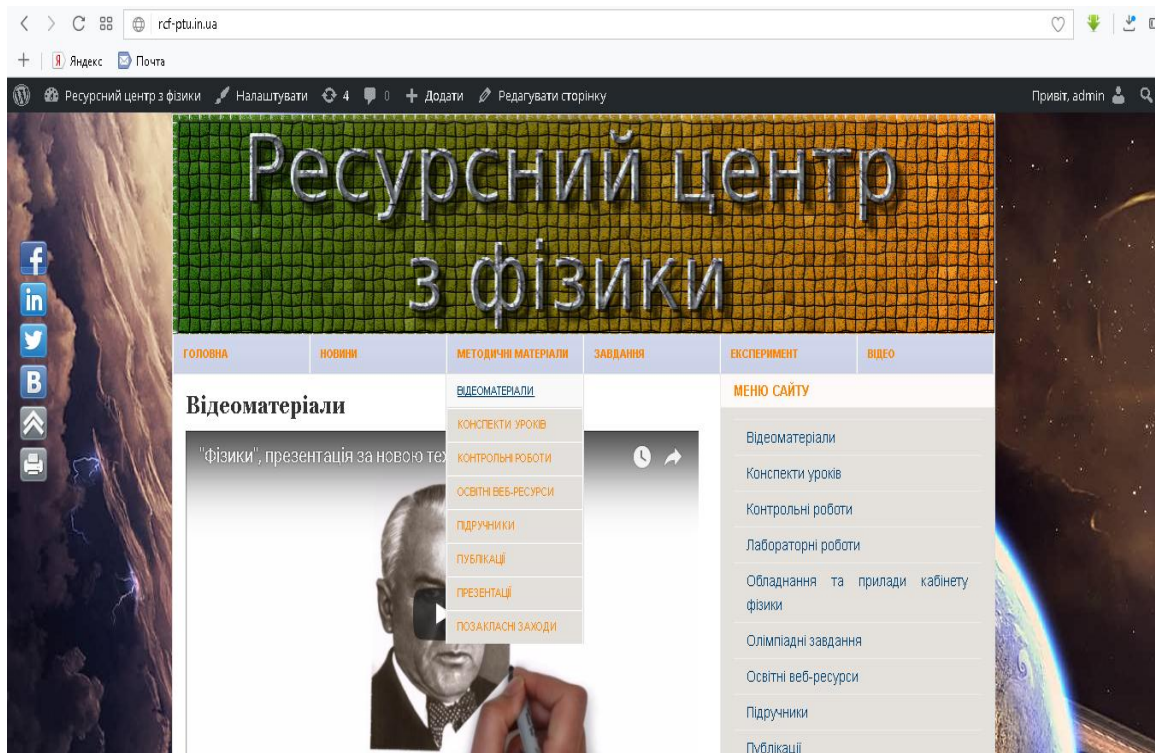 rcf-ptu.in.ua
Яндекс Почта
Ресурсний центр з фізики Налаштувати 4 0 Додати Редагувати сторінку Привіт, admin
Ресурсний центр
з фізики
ГОЛОВНА НОВИНИ МЕТОДИЧНІ МАТЕРІАЛИ ЗАВДАННЯ ЕКСПЕРИМЕНТ ВІДЕО
ВІДЕОМАТЕРІАЛИ
КОНСПЕКТИ УРОКІВ
КОНТРОЛЬНІ РОБОТИ
ОСВІТНІ ВЕБ-РЕСУРСИ
ПІДРУЧНИКИ
ПУБЛІКАЦІЇ
ПРЕЗЕНТАЦІЇ
ПОЗАКЛАСНІ ЗАХОДИ
Відеоматеріали
"Фізики", презентація за новою тех
МЕНЮ САЙТУ
Відеоматеріали
Конспекти уроків
Контрольні роботи
Лабораторні роботи
Обладнання та прилади кабінету
фізики
Олімпіадні завдання
Освітні веб-ресурси
Підручники
Публікації